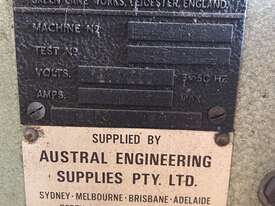 GREEN LANE WORKS, LEICESTER, ENGLAND.
MACHINE Nº
TEST Nº
VOLTS. 3~50 HZ
AMPS.
SUPPLIED BY
AUSTRAL ENGINEERING
SUPPLIES PTY. LTD.
SYDNEY-MELBOURNE-BRISBANE-ADELAIDE